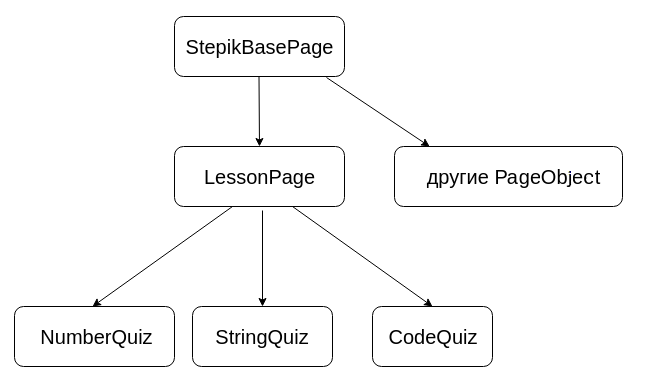 StepikBasePage
LessonPage
другие PageObject
NumberQuiz
StringQuiz
CodeQuiz